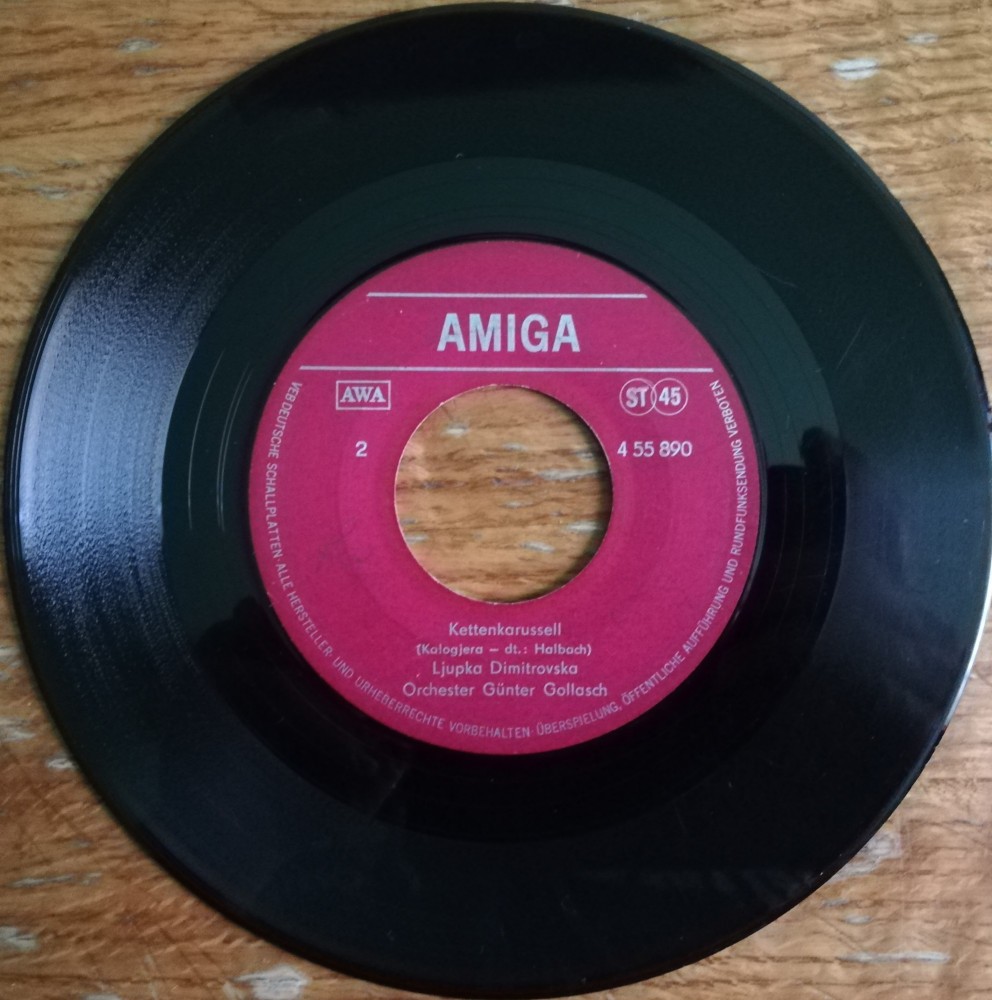 AMIGA
AWA
ST 45
2
4 55 890
Kettenkarussell
(Kalogjera – dt.: Halbach)
Ljupka Dimitrovska
Orchester Günter Gollasch
VEB DEUTSCHE SCHALLPLATTEN ALLE HERSTELLER- UND URHEBERRECHTE VORBEHALTEN ÜBERSPIELUNG, ÖFFENTLICHE AUFFÜHRUNG UND RUNDFUNKSENDUNG VERBOTEN